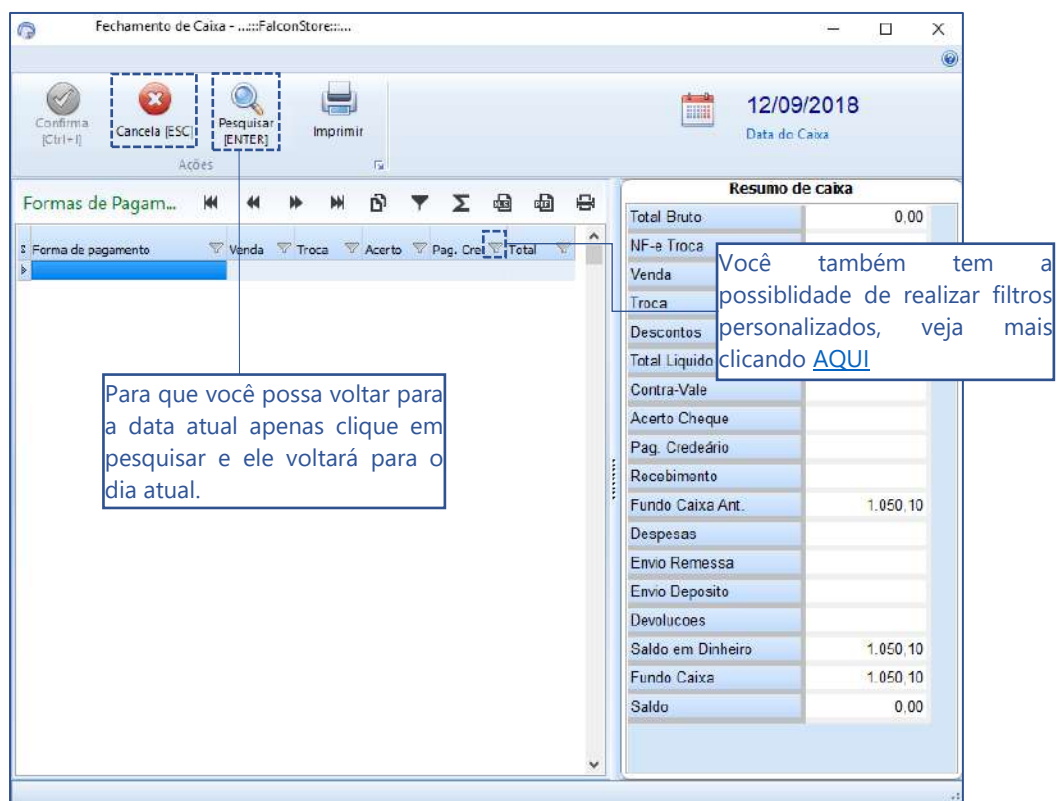 Fechamento de Caixa - ...:::FalconStore:::...
Confirma [Ctrl+I]
Cancela [ESC]
Pesquisar [ENTER]
Imprimir
Ações
12/09/2018
Data do Caixa
Formas de Pagam...
Σ Forma de pagamento Venda Troca Acerto Pag. Cre Total
Para que você possa voltar para
a data atual apenas clique em
pesquisar e ele voltará para o
dia atual.
Resumo de caixa
Total Bruto 0,00
NF-e Troca
Venda
Troca
Descontos
Total Liquido
Contra-Vale
Acerto Cheque
Pag. Credeário
Recebimento
Fundo Caixa Ant. 1.050,10
Despesas
Envio Remessa
Envio Deposito
Devolucoes
Saldo em Dinheiro 1.050,10
Fundo Caixa 1.050,10
Saldo 0,00
Você também tem a
possiblidade de realizar filtros
personalizados, veja mais
clicando AQUI